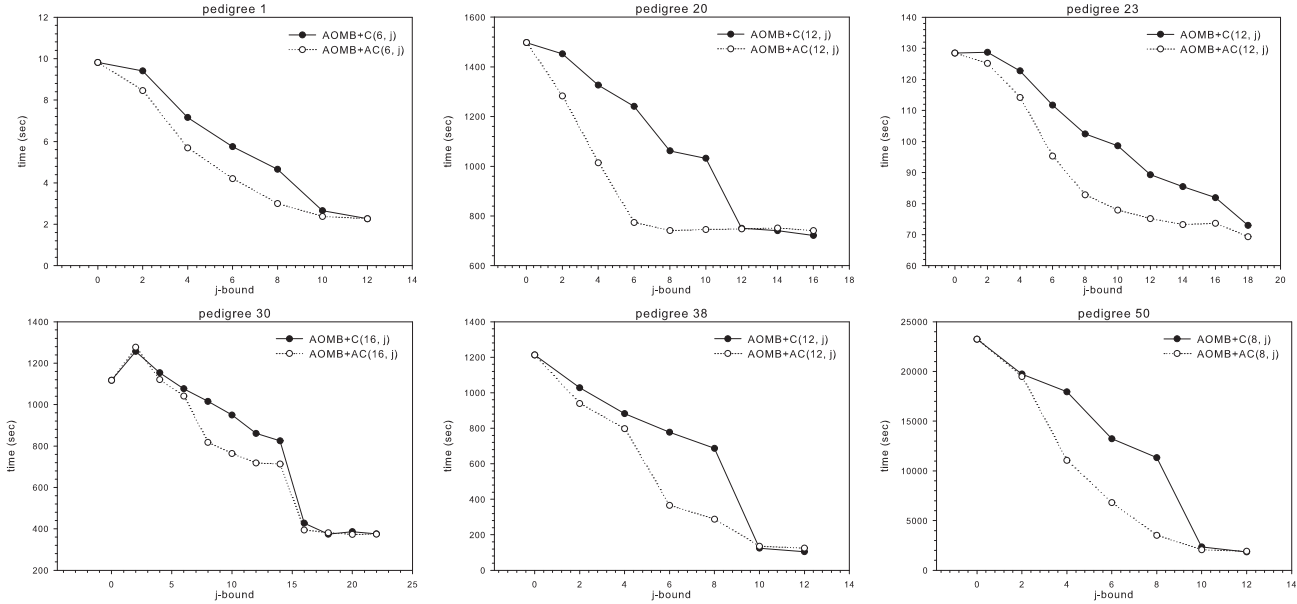 pedigree 1
12
10
8
6
4
2
0
time (sec)
AOMB+C(6, j)
AOMB+AC(6, j)
0 2 4 6 8 10 12 14
j-bound
pedigree 20
1600
1400
1200
1000
800
600
time (sec)
AOMB+C(12, j)
AOMB+AC(12, j)
0 2 4 6 8 10 12 14 16 18
j-bound
pedigree 23
140
130
120
110
100
90
80
70
60
time (sec)
AOMB+C(12, j)
AOMB+AC(12, j)
0 2 4 6 8 10 12 14 16 18 20
j-bound
pedigree 30
1400
1200
1000
800
600
400
200
time (sec)
AOMB+C(16, j)
AOMB+AC(16, j)
0 5 10 15 20 25
j-bound
pedigree 38
1400
1200
1000
800
600
400
200
0
time (sec)
AOMB+C(12, j)
AOMB+AC(12, j)
0 2 4 6 8 10 12 14
j-bound
pedigree 50
25000
20000
15000
10000
5000
0
time (sec)
AOMB+C(8, j)
AOMB+AC(8, j)
0 2 4 6 8 10 12 14
j-bound